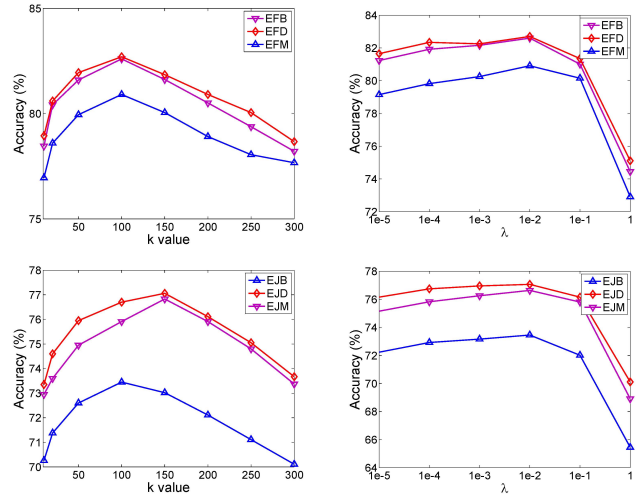 85
80
75
Accuracy (%)
50 100 150 200 250 300
k value
EFB
EFD
EFM
84
82
80
78
76
74
72
Accuracy (%)
1e-5 1e-4 1e-3 1e-2 1e-1 1
λ
EFB
EFD
EFM
78
77
76
75
74
73
72
71
70
Accuracy (%)
50 100 150 200 250 300
k value
EJB
EJD
EJM
78
76
74
72
70
68
66
64
Accuracy (%)
1e-5 1e-4 1e-3 1e-2 1e-1 1
λ
EJB
EJD
EJM